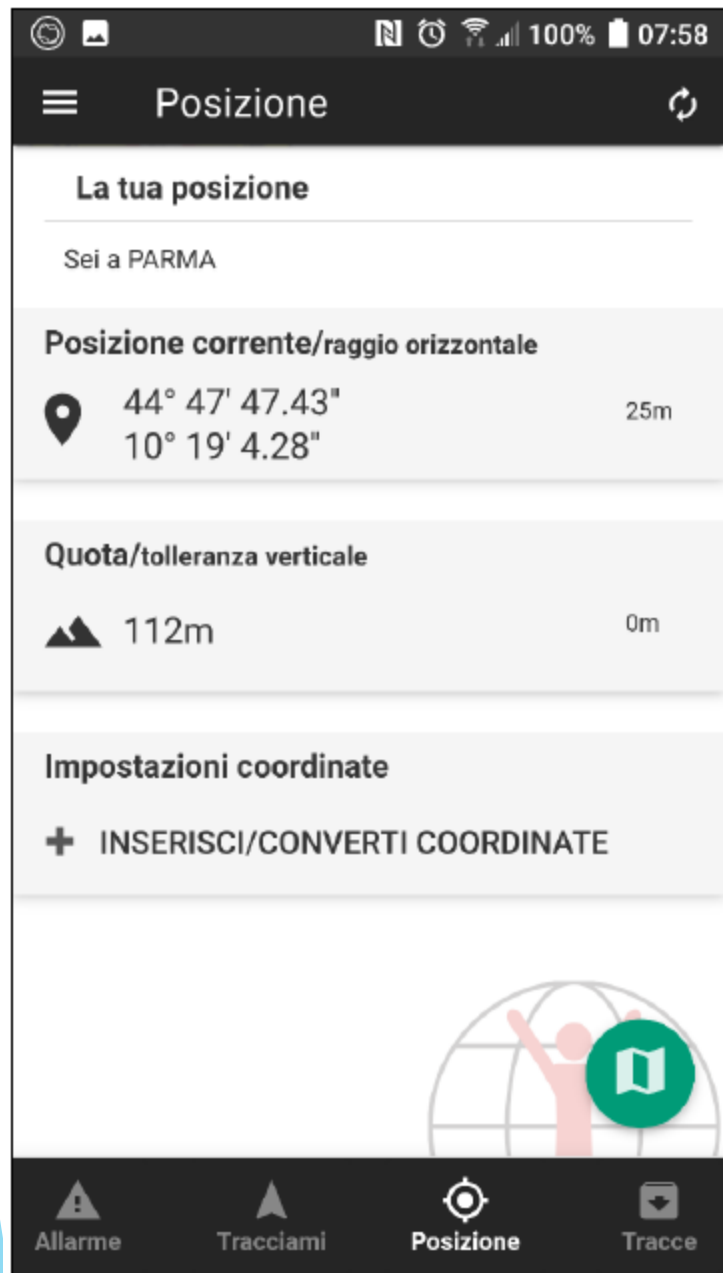 100% 07:58
Posizione
La tua posizione
Sei a PARMA
Posizione corrente/raggio orizzontale
44° 47' 47.43"
25m
10° 19' 4.28"
Quota/tolleranza verticale
112m
0m
Impostazioni coordinate
INSERISCI/CONVERTI COORDINATE
Allarme Tracciami Posizione Tracce